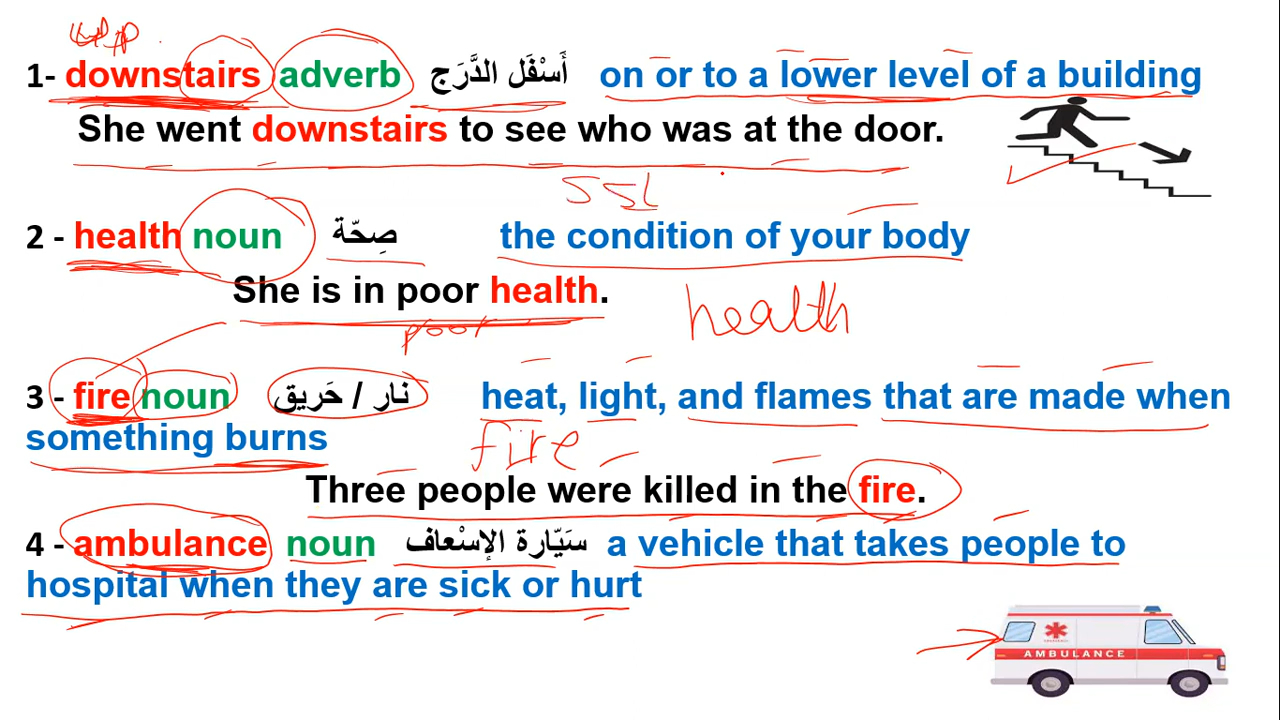 up
1- downstairs adverb أَسْفَل الدَّرَج on or to a lower level of a building
She went downstairs to see who was at the door.
2 - health noun صِحّة the condition of your body
She is in poor health.
health
poor
3 - fire noun نار / حَريق heat, light, and flames that are made when
something burns
fire
Three people were killed in the fire.
4 - ambulance noun سَيّارة الإسْعاف a vehicle that takes people to
hospital when they are sick or hurt
AMBULANCE